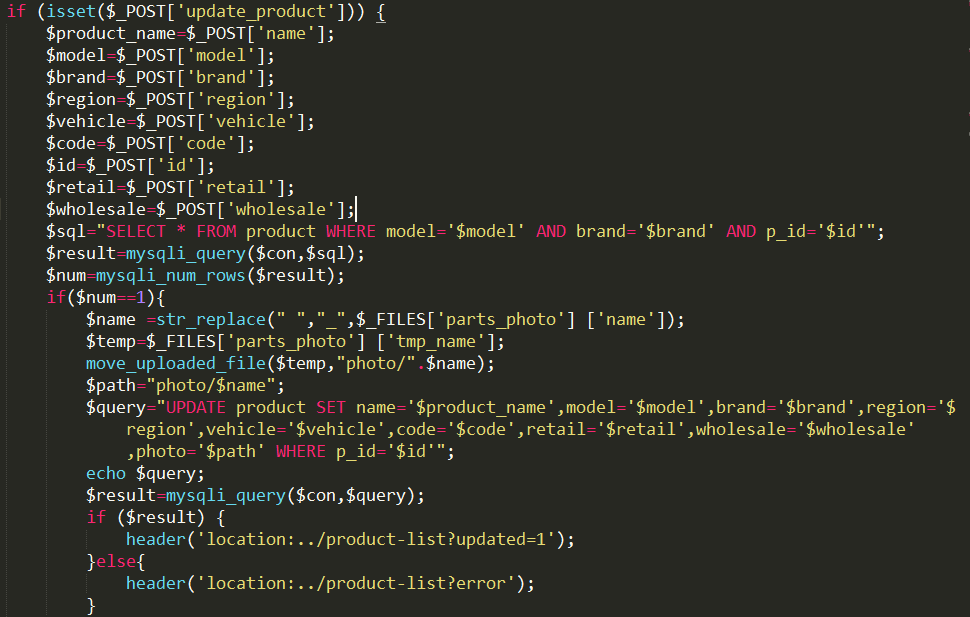 if (isset($_POST['update_product'])) {
$product_name=$_POST['name'];
$model=$_POST['model'];
$brand=$_POST['brand'];
$region=$_POST['region'];
$vehicle=$_POST['vehicle'];
$code=$_POST['code'];
$id=$_POST['id'];
$retail=$_POST['retail'];
$wholesale=$_POST['wholesale'];
$sql="SELECT * FROM product WHERE model='$model' AND brand='$brand' AND p_id='$id'";
$result=mysqli_query($con,$sql);
$num=mysqli_num_rows($result);
if($num==1){
$name =str_replace(" ","_",$_FILES['parts_photo'] ['name']);
$temp=$_FILES['parts_photo'] ['tmp_name'];
move_uploaded_file($temp,"photo/".$name);
$path="photo/$name";
$query="UPDATE product SET name='$product_name',model='$model',brand='$brand',region='$
region',vehicle='$vehicle',code='$code',retail='$retail',wholesale='$wholesale'
,photo='$path' WHERE p_id='$id'";
echo $query;
$result=mysqli_query($con,$query);
if ($result) {
header('location:../product-list?updated=1');
}else{
header('location:../product-list?error');
}